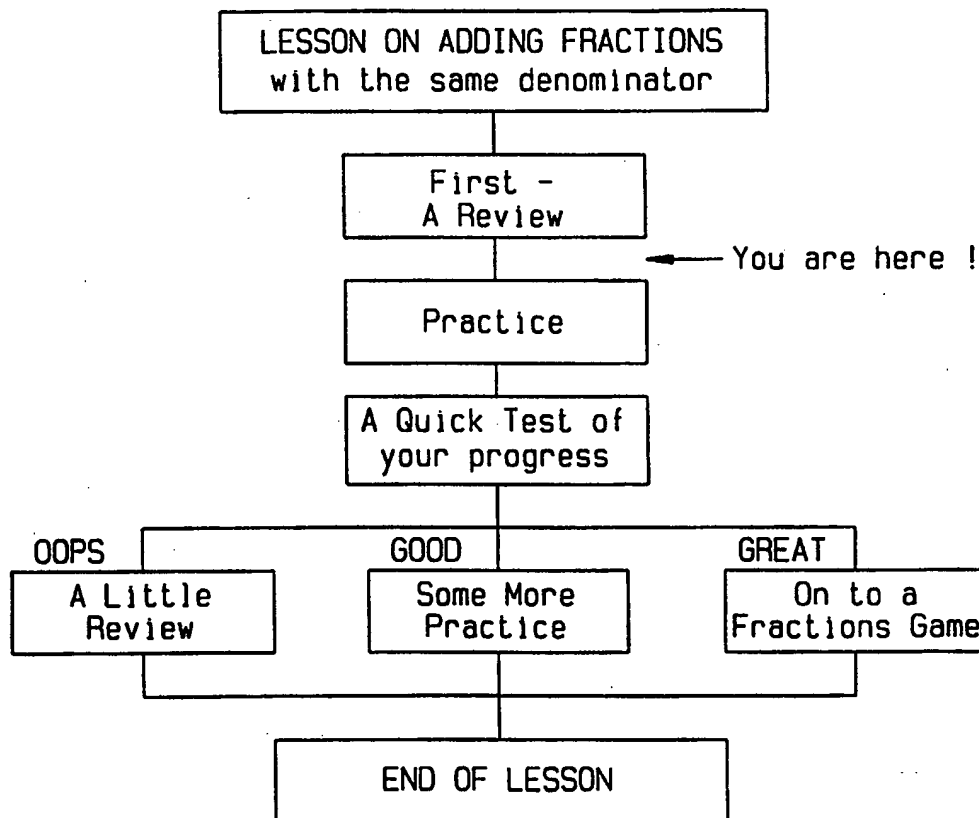 LESSON ON ADDING FRACTIONS
with the same denominator
First -
A Review
You are here !
Practice
A Quick Test of
your progress
OOPS
A Little
Review
GOOD
Some More
Practice
GREAT
On to a
Fractions Game
END OF LESSON